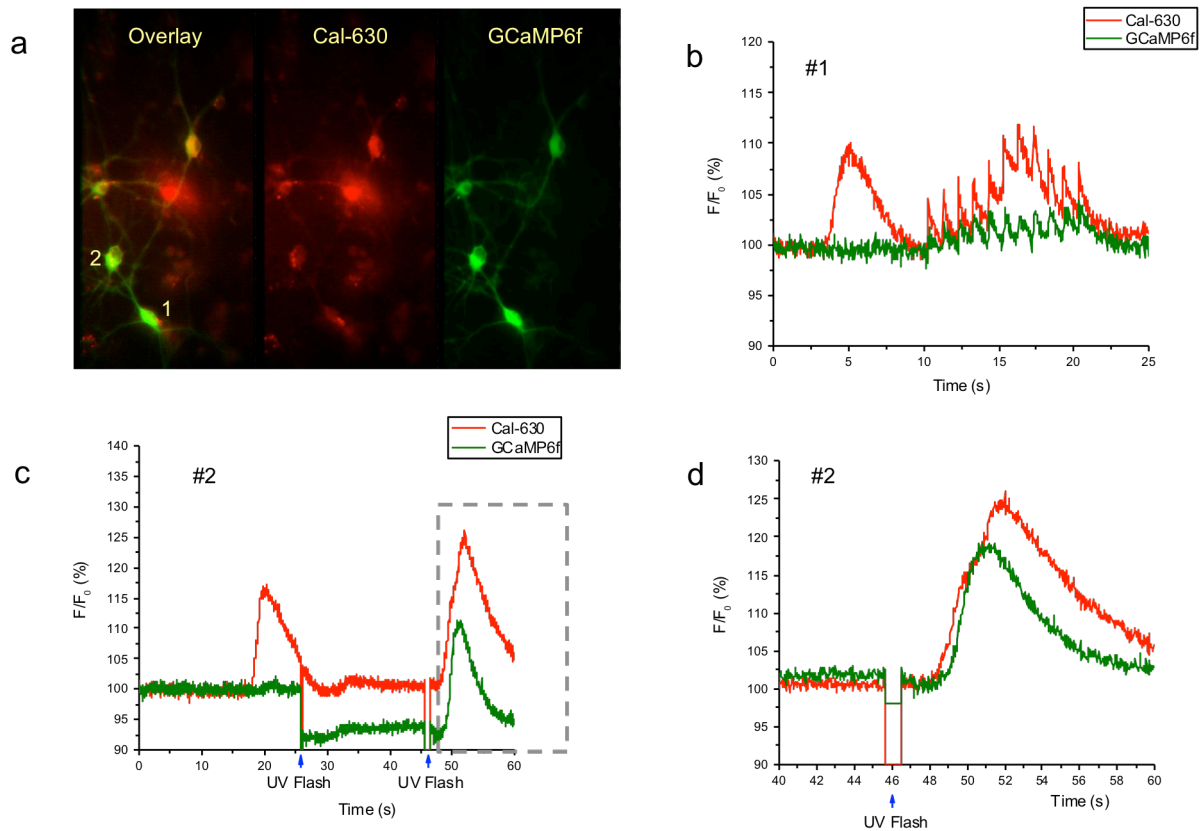 a
Overlay Cal-630 GCaMP6f
2
1
b
#1
Cal-630
GCaMP6f
F/F0 (%)
120
115
110
105
100
95
90
0 5 10 15 20 25
Time (s)
c
#2
Cal-630
GCaMP6f
F/F0 (%)
140
135
130
125
120
115
110
105
100
95
90
0 10 20 30 40 50 60
UV Flash UV Flash
Time (s)
d
#2
F/F0 (%)
130
125
120
115
110
105
100
95
90
40 42 44 46 48 50 52 54 56 58 60
Time (s)
UV Flash